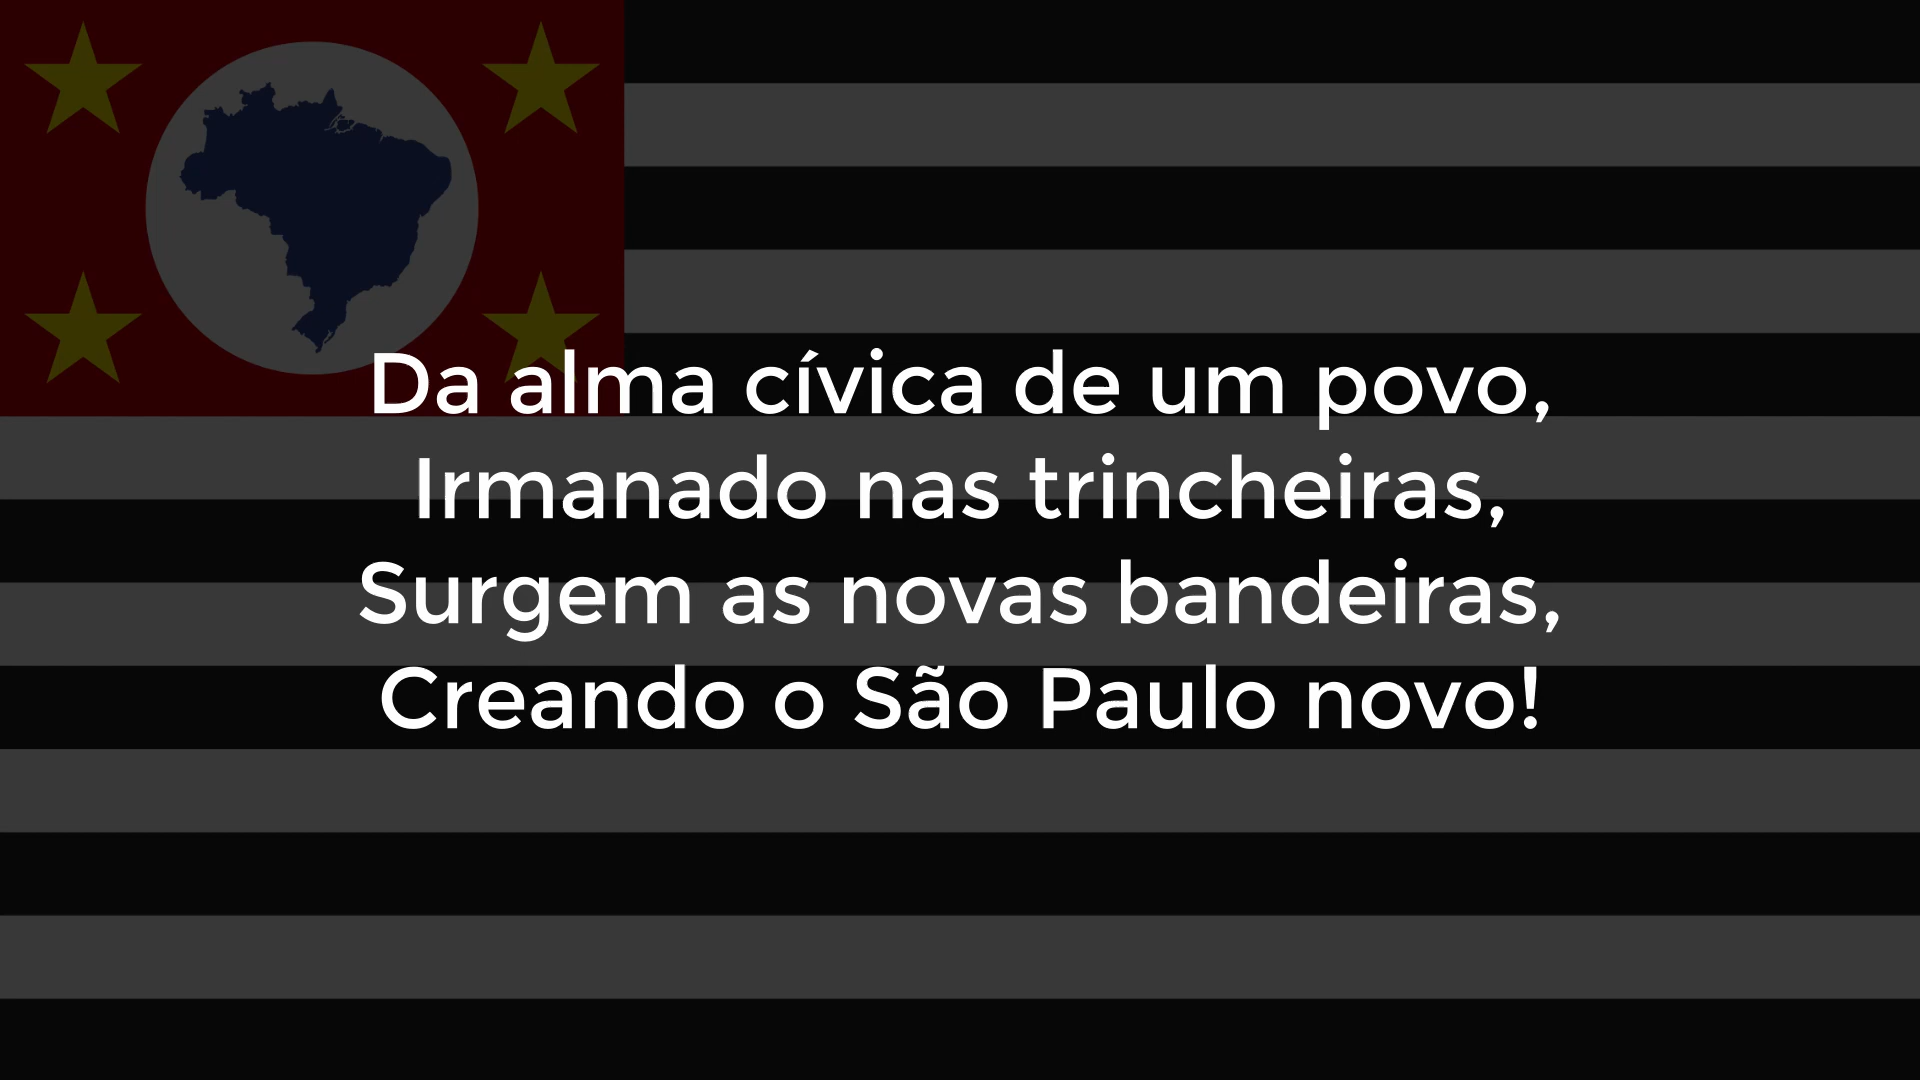 Da alma cívica de um povo,
Irmanado nas trincheiras,
Surgem as novas bandeiras,
Creando o São Paulo novo!